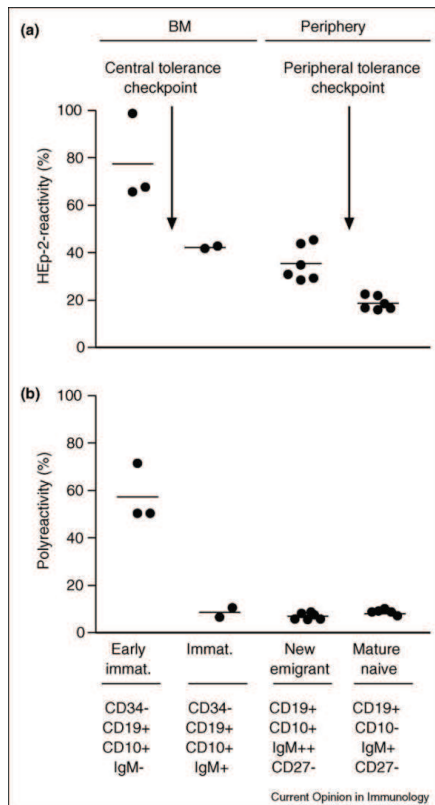 (a)
BM Periphery
Central tolerance checkpoint
Peripheral tolerance checkpoint
HEp-2-reactivity (%)
100
80
60
40
20
0
(b)
Polyreactivity (%)
100
80
60
40
20
0
Early immat.
Immat.
New emigrant
Mature naive
CD34- CD34- CD19+ CD19+
CD19+ CD19+ CD10+ CD10-
CD10+ CD10+ IgM++ IgM+
IgM- IgM+ CD27- CD27-
Current Opinion in Immunology